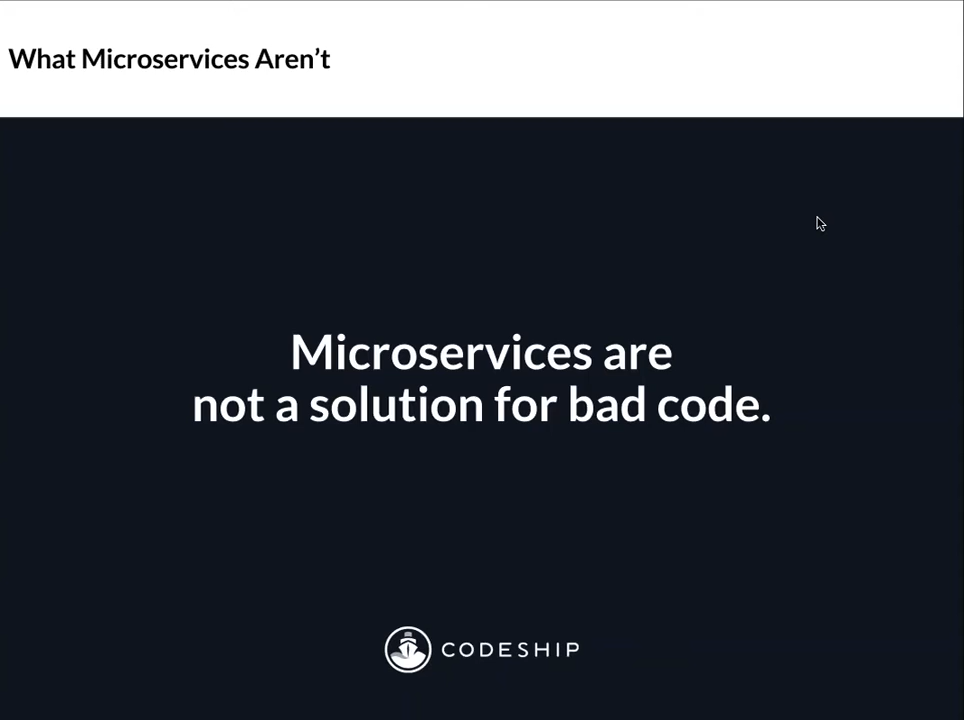 What Microservices Aren’t
Microservices are
not a solution for bad code.
CODESHIP